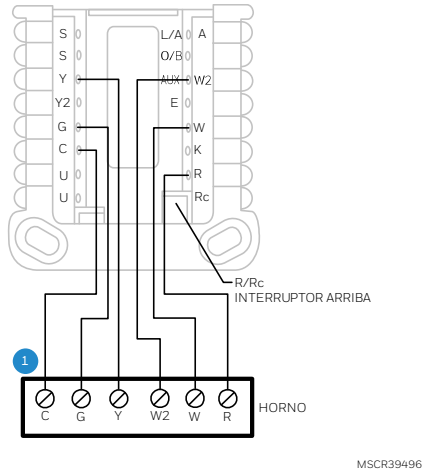 S L/A A
S O/B
Y AUX W2
Y2 E
G W
C K
U R
U Rc
R/Rc
INTERRUPTOR ARRIBA
1
C G Y W2 W R
HORNO
MSCR39496